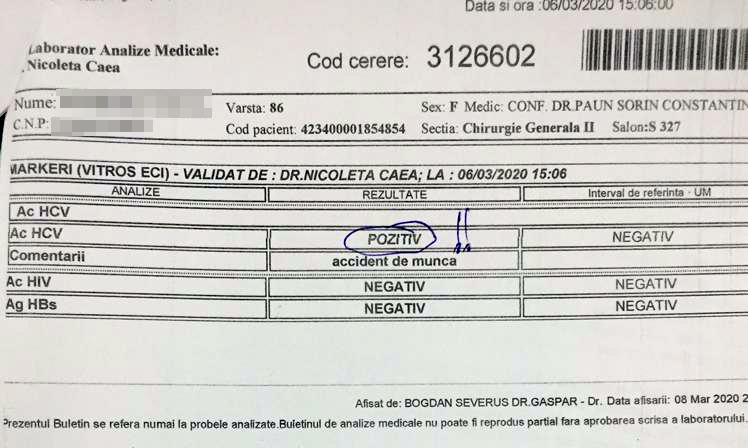 Data si ora :06/03/2020 15:06:00
Laborator Analize Medicale:
Nicoleta Caea
Cod cerere: 3126602
Nume:
Varsta: 86
Sex: F Medic: CONF. DR.PAUN SORIN CONSTANTIN
C.N.P:
Cod pacient: 423400001854854
Sectia: Chirurgie Generala II Salon:S 327
MARKERI (VITROS ECI) - VALIDAT DE : DR.NICOLETA CAEA; LA : 06/03/2020 15:06
ANALIZE REZULTATE Interval de referinta - UM
Ac HCV
Ac HCV POZITIV !! NEGATIV
Comentarii accident de munca
Ac HIV NEGATIV NEGATIV
Ag HBs NEGATIV NEGATIV
Afisat de: BOGDAN SEVERUS DR.GASPAR - Dr. Data afisarii: 08 Mar 2020 2
Prezentul Buletin se refera numai la probele analizate.Buletinul de analize medicale nu poate fi reprodus partial fara aprobarea scrisa a laboratorului.